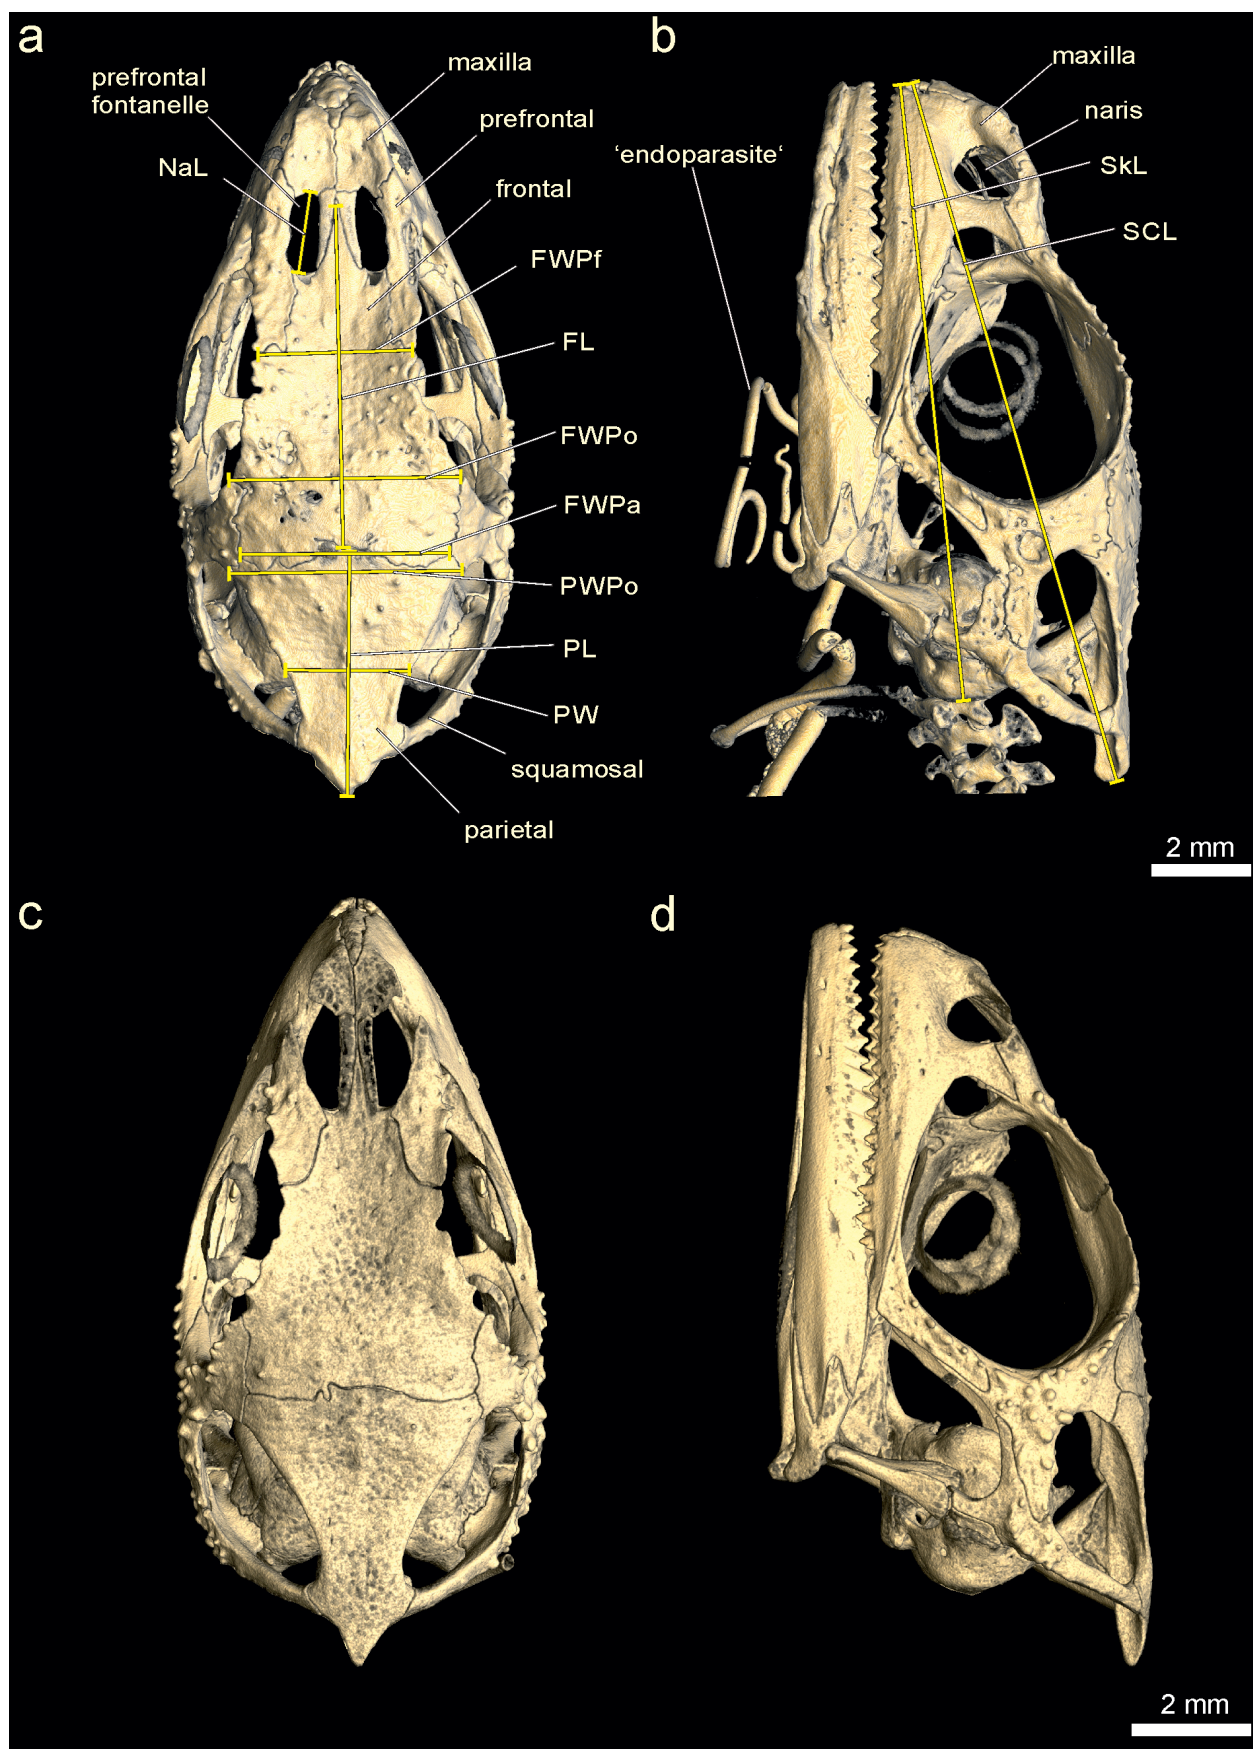 a
prefrontal
fontanelle
NaL
maxilla
prefrontal
frontal
FWPf
FL
FWPo
FWPa
PWPo
PL
PW
squamosal
parietal
b
maxilla
naris
'endoparasite'
SkL
SCL
2 mm
c
d
2 mm